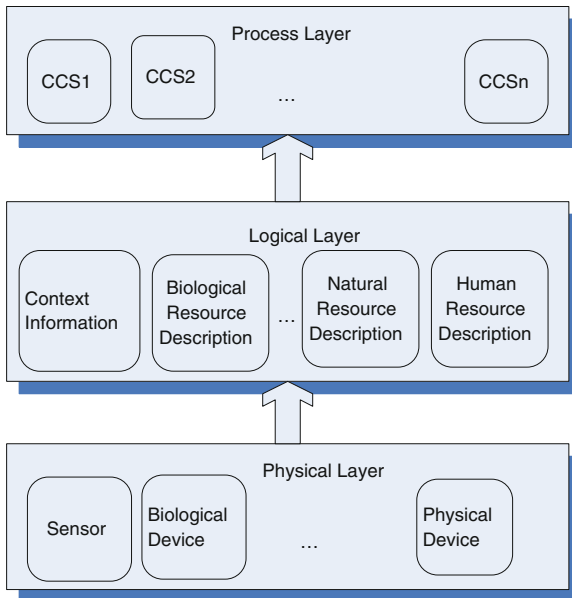 Process Layer
CCS1
CCS2
...
CCSn
Logical Layer
Context
Information
Biological
Resource
Description
...
Natural
Resource
Description
Human
Resource
Description
Physical Layer
Sensor
Biological
Device
...
Physical
Device